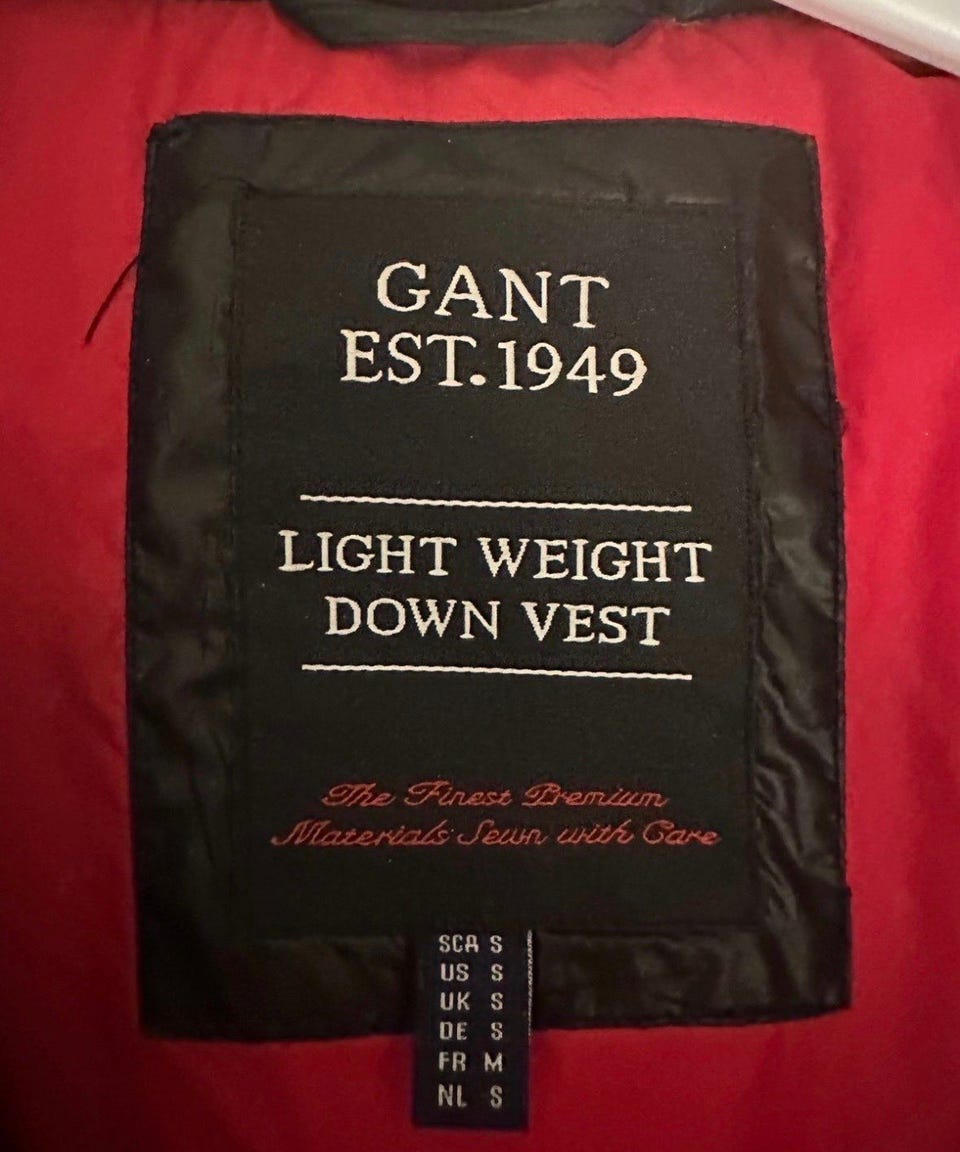 GANT
EST. 1949
LIGHT WEIGHT
DOWN VEST
The Finest Premium
Materials Sewn with Care
SCA S
US S
UK S
DE S
FR M
NL S